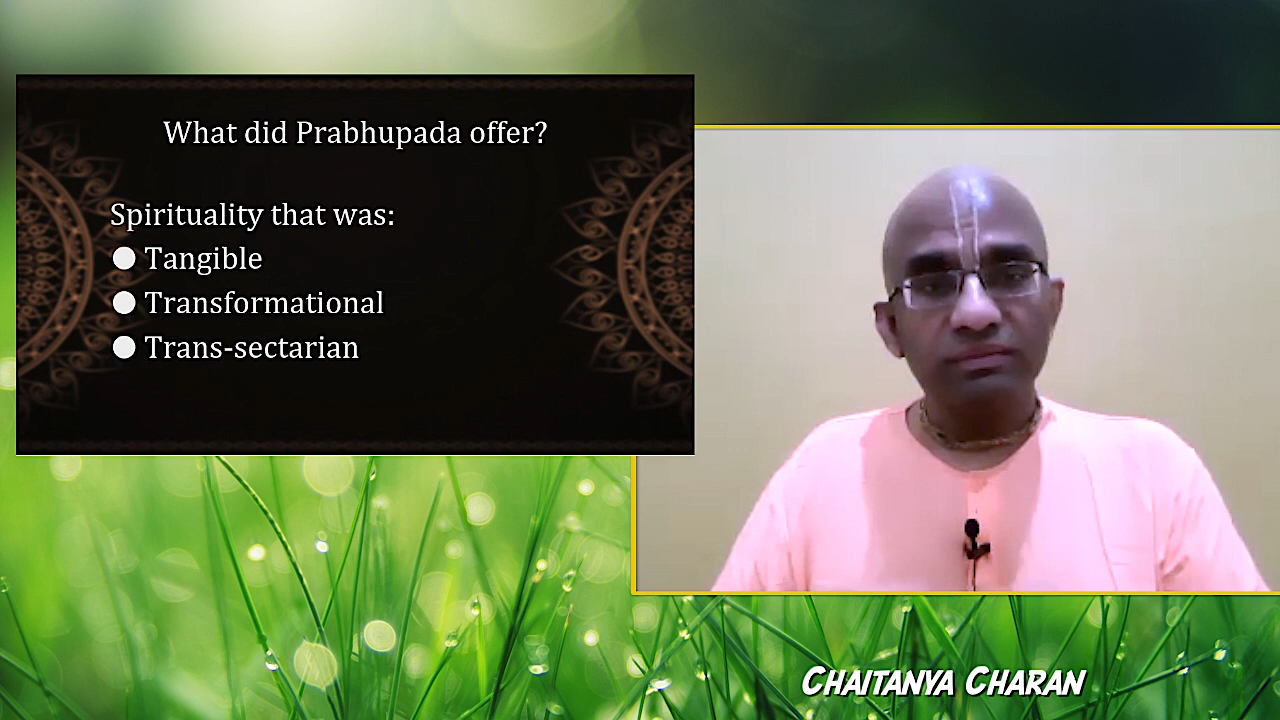 What did Prabhupada offer?
Spirituality that was:
● Tangible
● Transformational
● Trans-sectarian
CHAITANYA CHARAN